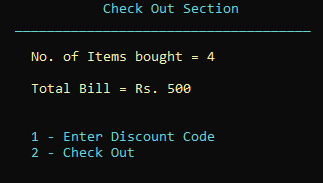 Check Out Section
No. of Items bought = 4
Total Bill = Rs. 500
1 - Enter Discount Code
2 - Check Out